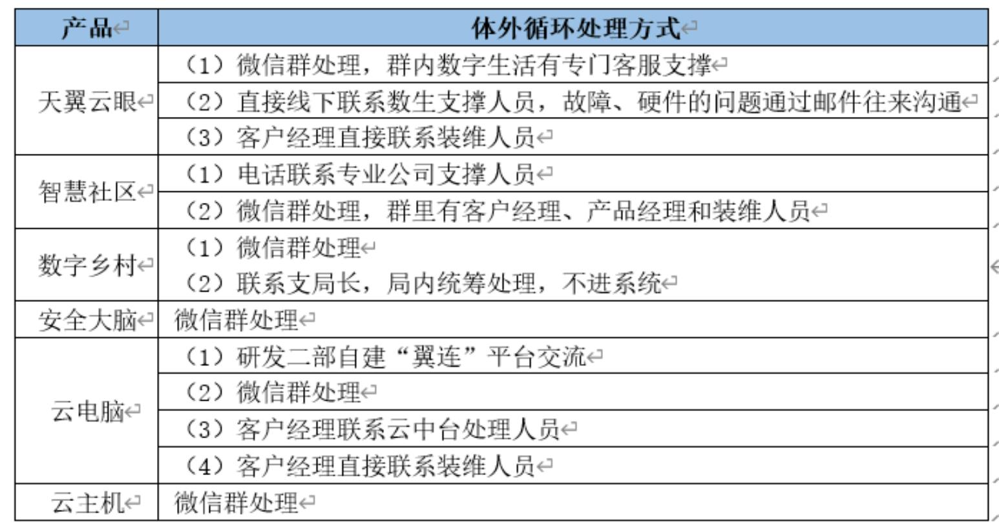 产品 体外循环处理方式
天翼云眼
（1）微信群处理，群内数字生活有专门客服支撑
（2）直接线下联系数生支撑人员，故障、硬件的问题通过邮件往来沟通
（3）客户经理直接联系装维人员
智慧社区
（1）电话联系专业公司支撑人员
（2）微信群处理，群里有客户经理、产品经理和装维人员
数字乡村
（1）微信群处理
（2）联系支局长，局内统筹处理，不进系统
安全大脑 微信群处理
云电脑
（1）研发二部自建“翼连”平台交流
（2）微信群处理
（3）客户经理联系云中台处理人员
（4）客户经理直接联系装维人员
云主机 微信群处理